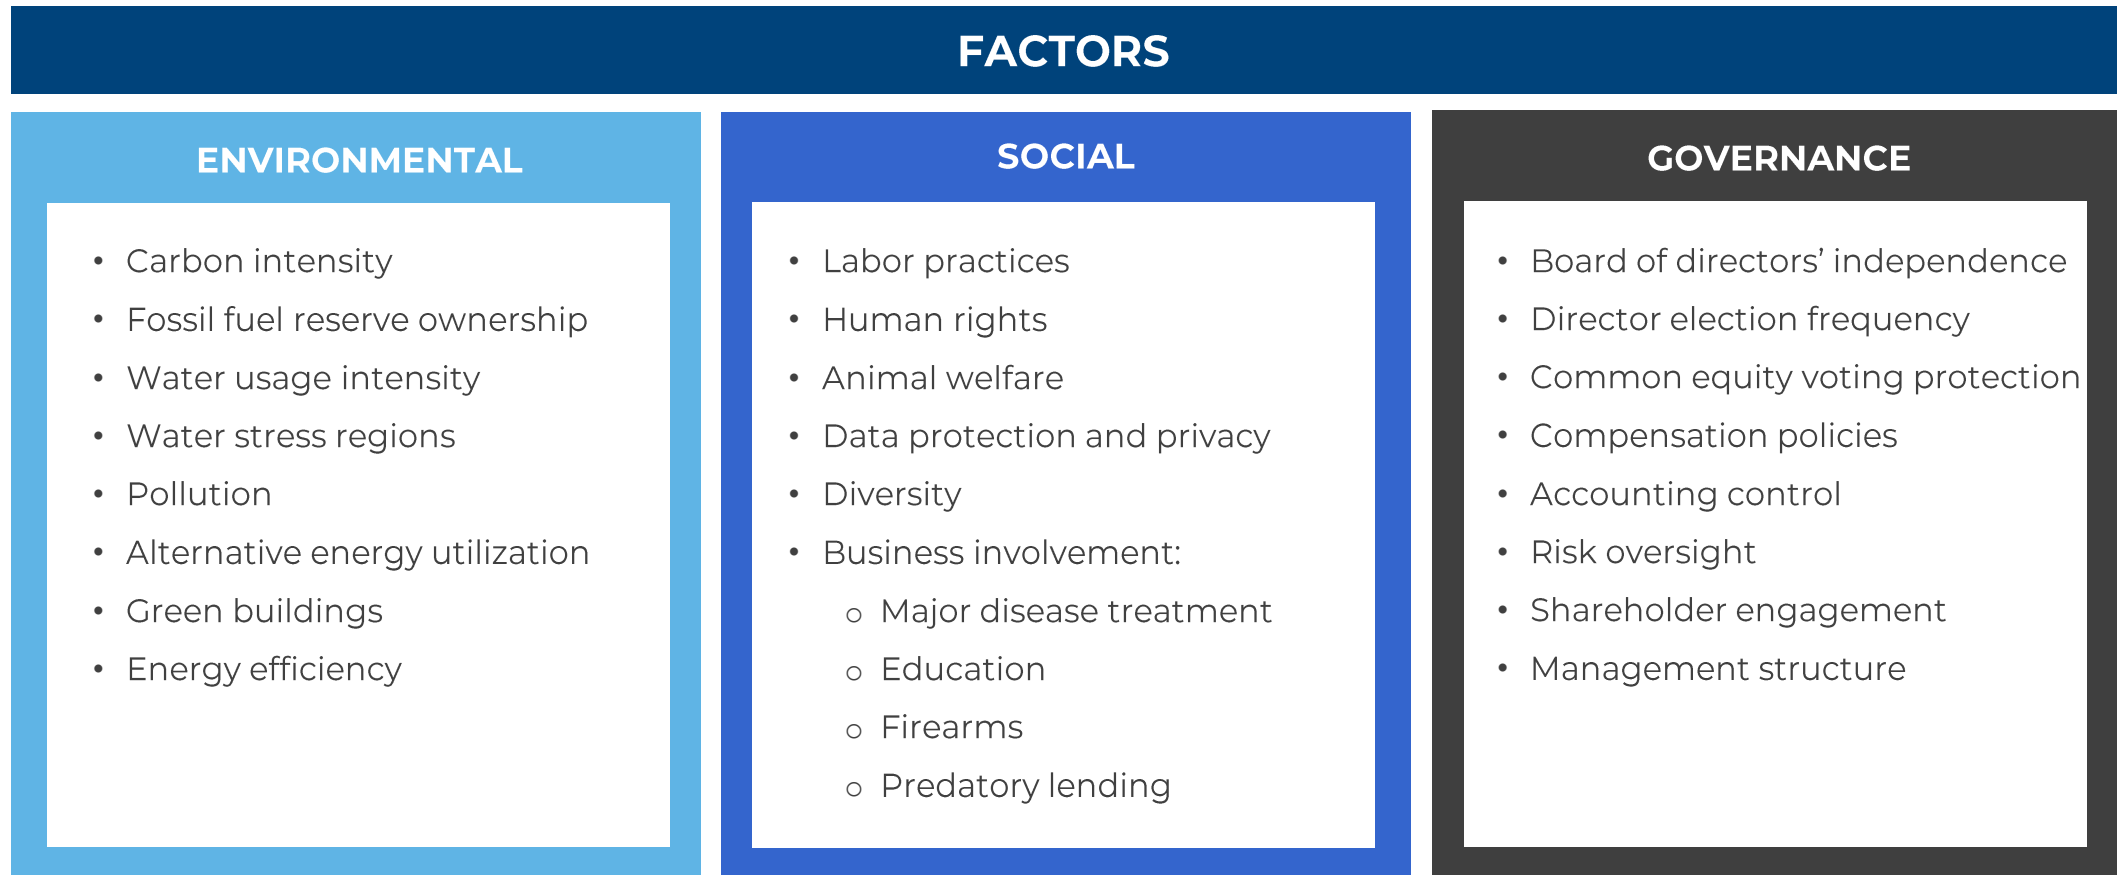 FACTORS
ENVIRONMENTAL
• Carbon intensity
• Fossil fuel reserve ownership
• Water usage intensity
• Water stress regions
• Pollution
• Alternative energy utilization
• Green buildings
• Energy efficiency
SOCIAL
• Labor practices
• Human rights
• Animal welfare
• Data protection and privacy
• Diversity
• Business involvement:
o Major disease treatment
o Education
o Firearms
o Predatory lending
GOVERNANCE
• Board of directors’ independence
• Director election frequency
• Common equity voting protection
• Compensation policies
• Accounting control
• Risk oversight
• Shareholder engagement
• Management structure